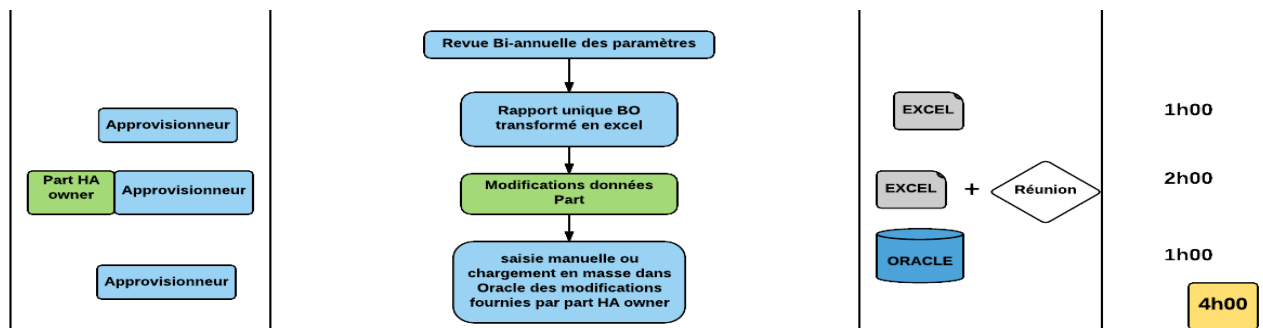 Revue Bi-annuelle des paramètres
Approvisionneur
Rapport unique BO
transformé en excel
EXCEL
1h00
Part HA
owner
Approvisionneur
Modifications données
Part
EXCEL
+
Réunion
2h00
Approvisionneur
saisie manuelle ou
chargement en masse dans
Oracle des modifications
fournies par part HA owner
ORACLE
1h00
4h00